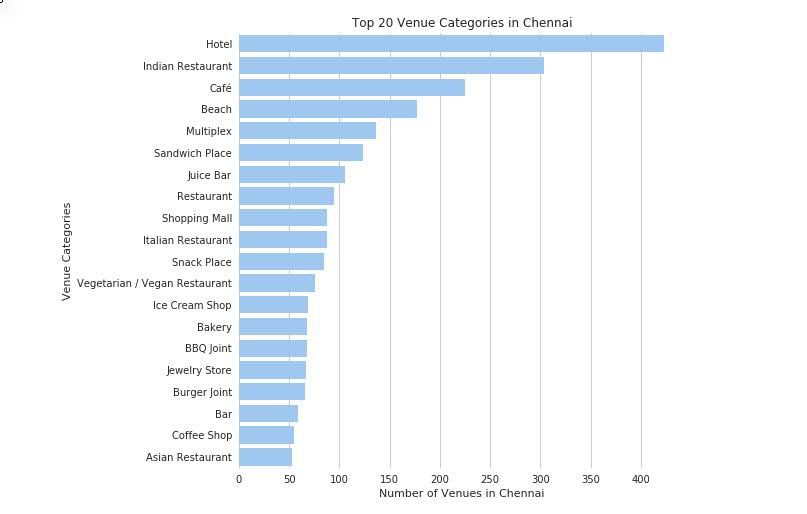 Top 20 Venue Categories in Chennai
Hotel
Indian Restaurant
Café
Beach
Multiplex
Sandwich Place
Juice Bar
Restaurant
Shopping Mall
Italian Restaurant
Snack Place
Vegetarian / Vegan Restaurant
Ice Cream Shop
Bakery
BBQ Joint
Jewelry Store
Burger Joint
Bar
Coffee Shop
Asian Restaurant
Venue Categories
0 50 100 150 200 250 300 350 400
Number of Venues in Chennai